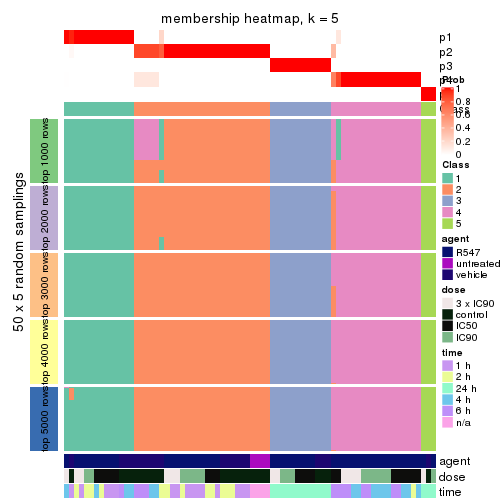 membership heatmap, k = 5
p1
p2
p3
Prob
1
0.8
0.6
0.4
0.2
0
Class
1
2
3
4
5
agent
R547
untreated
vehicle
dose
3 x IC90
control
IC50
IC90
time
1 h
2 h
24 h
4 h
6 h
n/a
50 x 5 random samplings
top 1000 rows
top 2000 rows
top 3000 rows
top 4000 rows
top 5000 rows
agent
dose
time